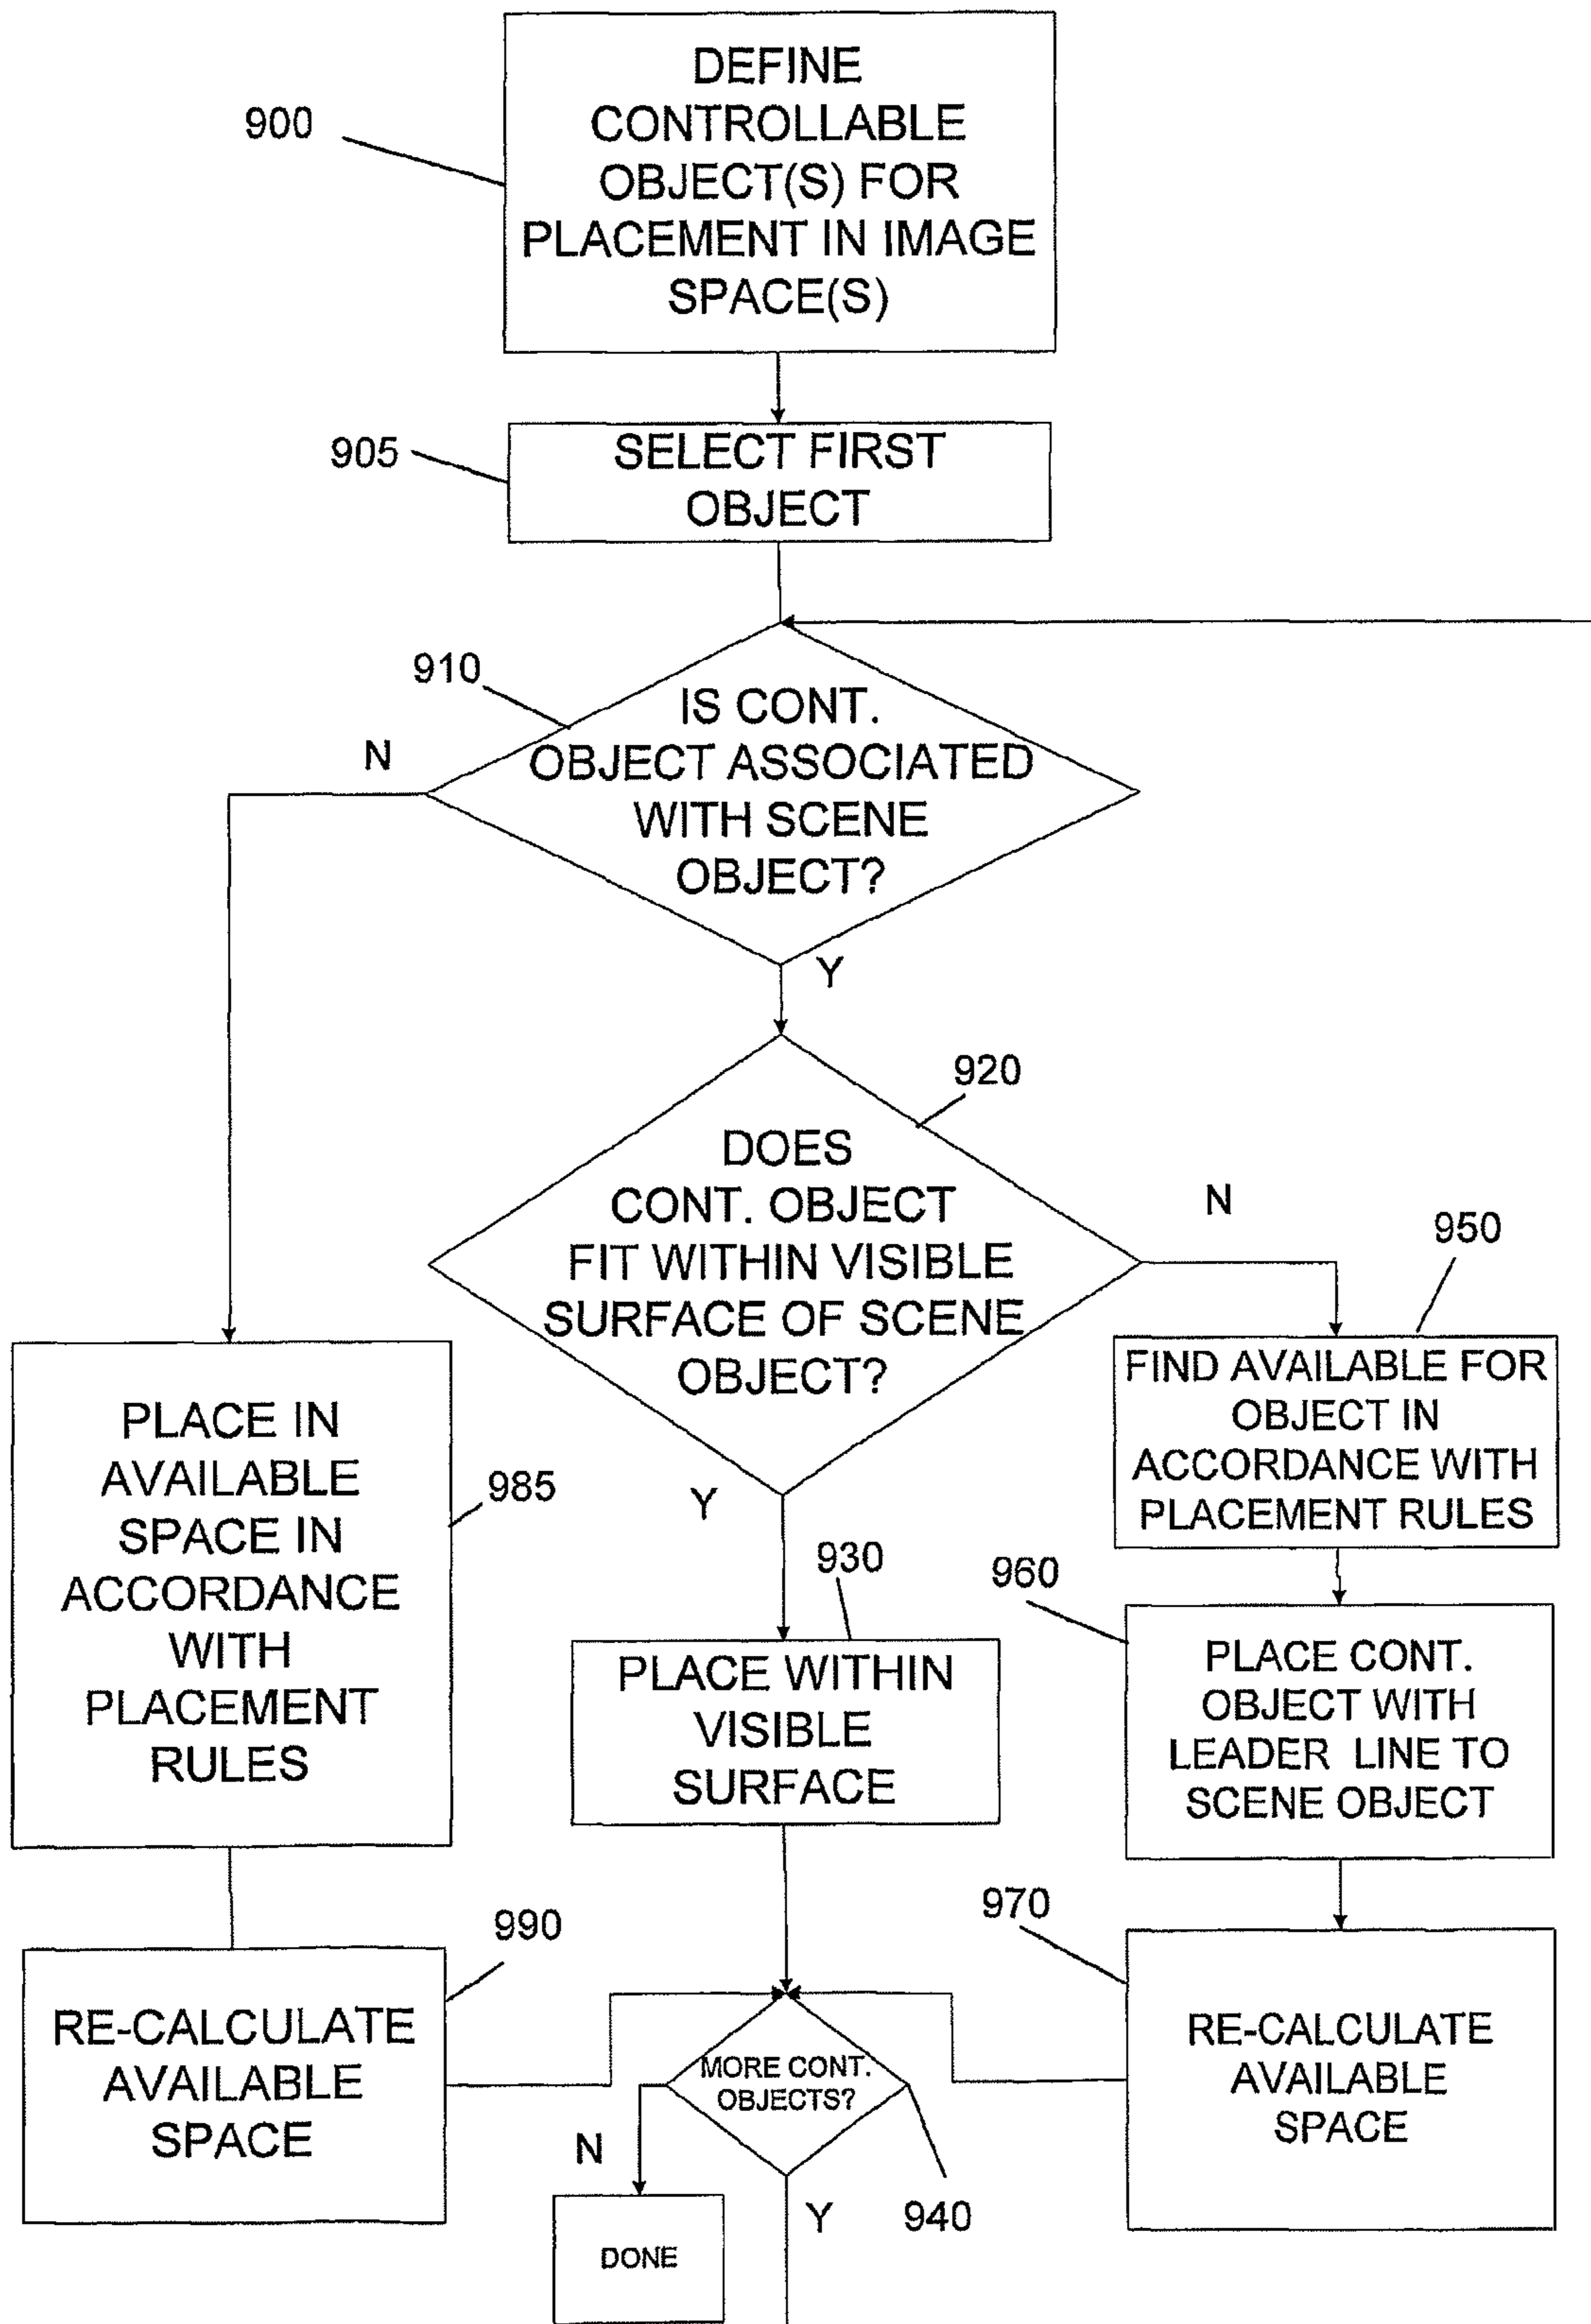 DEFINE
CONTROLLABLE
OBJECT(S) FOR
PLACEMENT IN IMAGE
SPACE(S)
900
SELECT FIRST
OBJECT
905
910
IS CONT.
OBJECT ASSOCIATED
WITH SCENE
OBJECT?
N
Y
920
DOES
CONT. OBJECT
FIT WITHIN VISIBLE
SURFACE OF SCENE
OBJECT?
N
Y
950
FIND AVAILABLE FOR
OBJECT IN
ACCORDANCE WITH
PLACEMENT RULES
PLACE IN
AVAILABLE
SPACE IN
ACCORDANCE
WITH
PLACEMENT
RULES
985
930
PLACE WITHIN
VISIBLE
SURFACE
960
PLACE CONT.
OBJECT WITH
LEADER LINE TO
SCENE OBJECT
990
RE-CALCULATE
AVAILABLE
SPACE
970
RE-CALCULATE
AVAILABLE
SPACE
MORE CONT.
OBJECTS?
N
Y
940
DONE